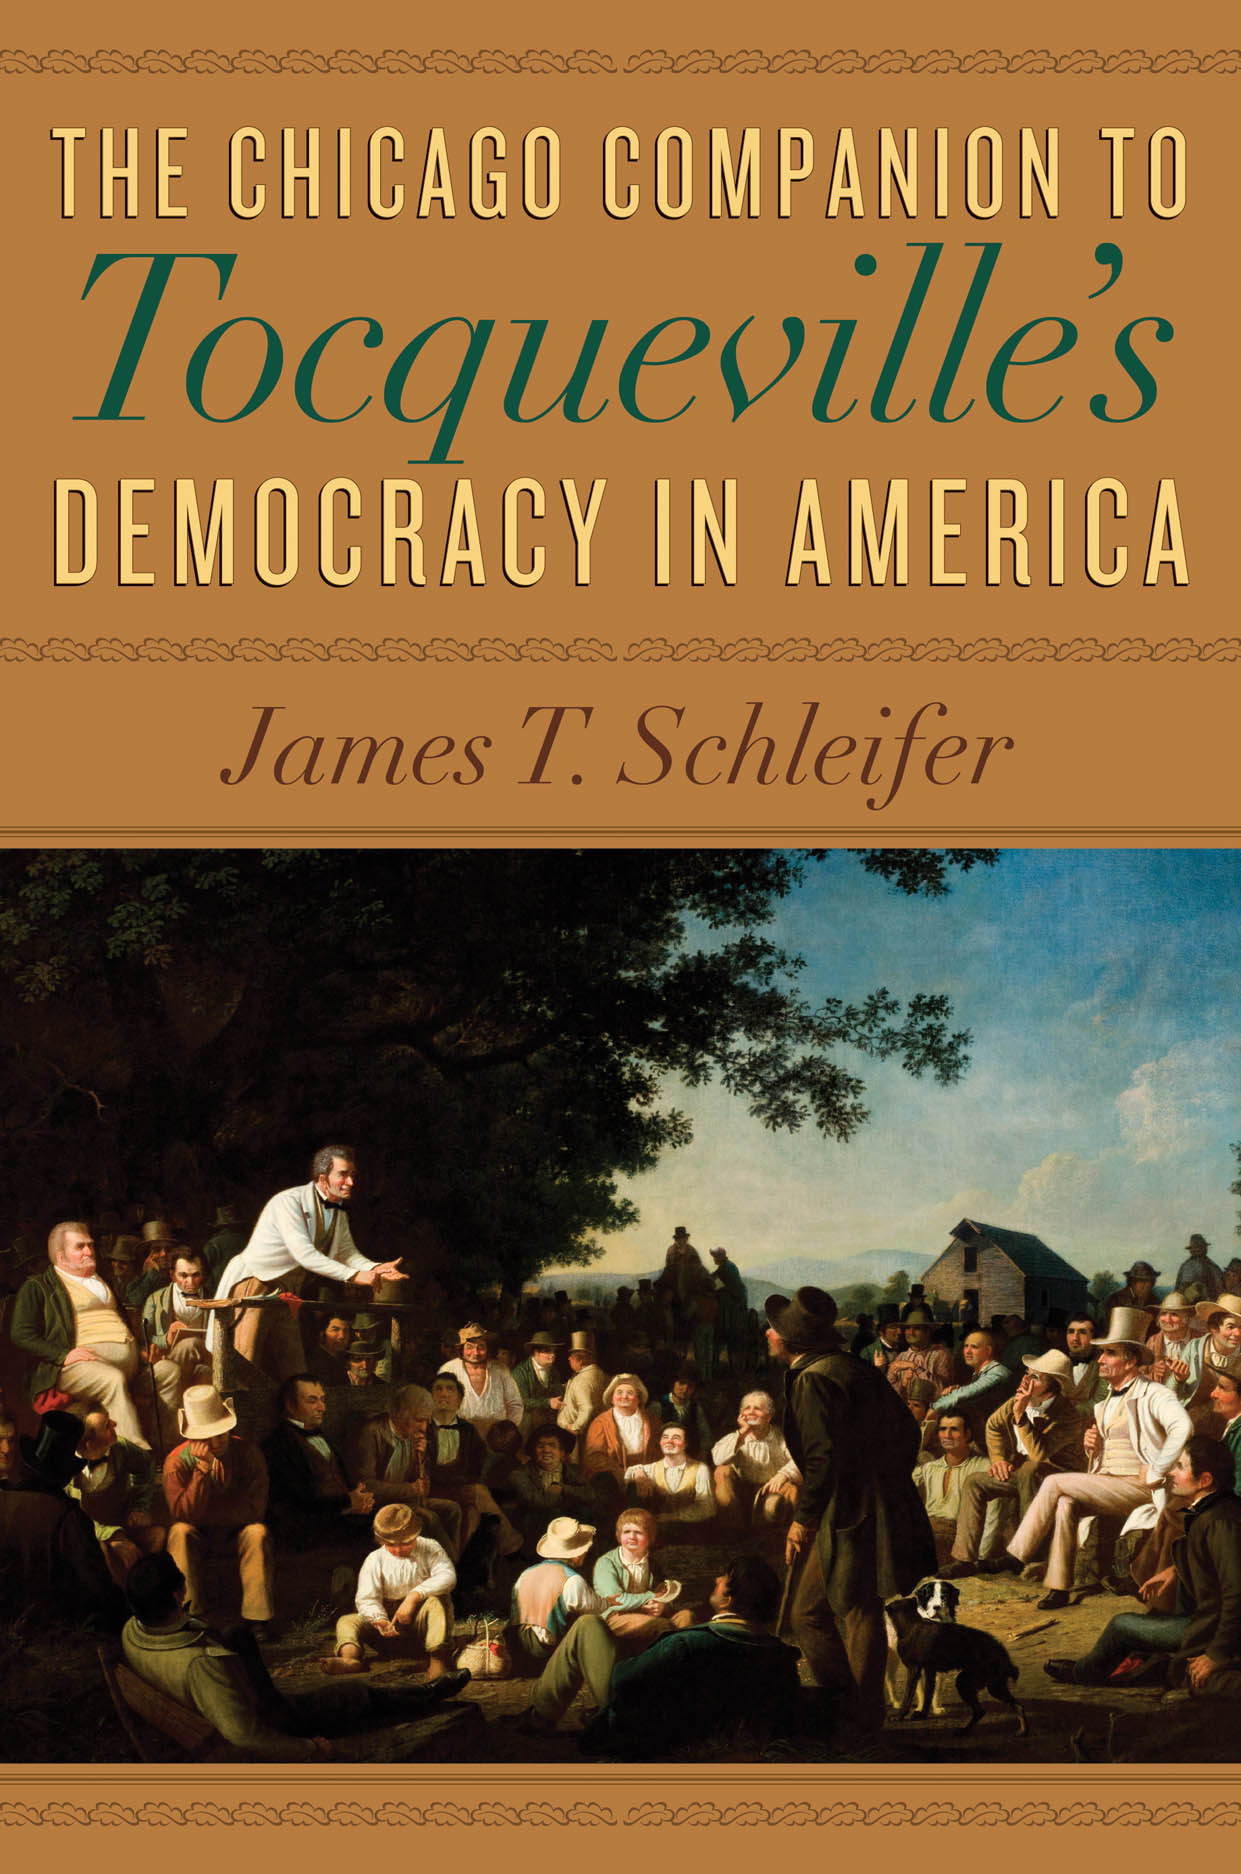 THE CHICAGO COMPANION TO
Tocqueville's
DEMOCRACY IN AMERICA
James T. Schleifer